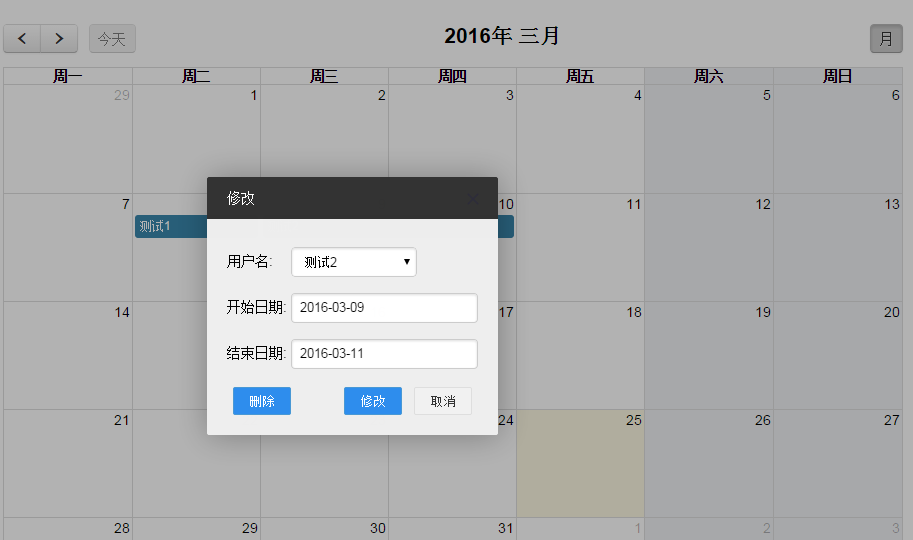 今天 2016年 三月 月
周一 周二 周三 周四 周五 周六 周日
29 1 2 3 4 5 6
7 10 11 12 13
测试1
修改 ×
用户名: 测试2
开始日期: 2016-03-09
结束日期: 2016-03-11
删除 修改 取消
14 17 18 19 20
21 24 25 26 27
28 29 30 31 1 2 3